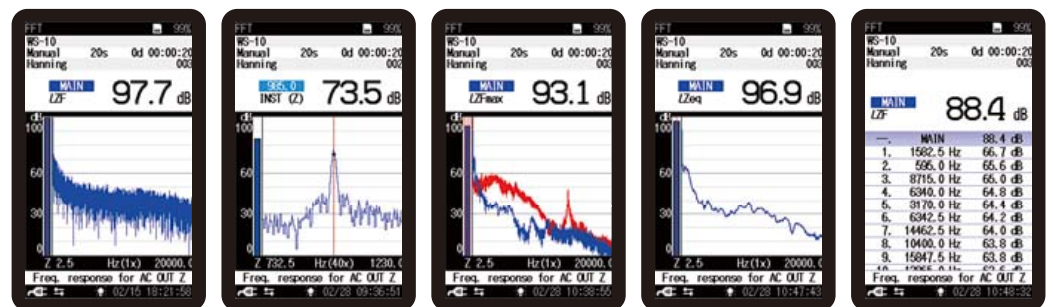 FFT 99%
WS-10
Manual 20s 0d 00:00:20
Hanning 003
MAIN
LZF 97.7 dB
dB
100
60
30
0
Z 2.5 Hz(1x) 20000.0
Freq. response for AC OUT Z
02/15 18:21:58
FFT 99%
WS-10
Manual 20s 0d 00:00:20
Hanning 002
985.0
INST (Z) 73.5 dB
dB
100
60
30
0
Z 732.5 Hz(40x) 1230.0
Freq. response for AC OUT Z
02/28 09:36:51
FFT 99%
WS-10
Manual 20s 0d 00:00:20
Hanning 003
MAIN
LZFmax 93.1 dB
dB
100
60
30
0
Z 2.5 Hz(1x) 20000.0
Freq. response for AC OUT Z
02/28 10:38:55
FFT 99%
WS-10
Manual 20s 0d 00:00:20
Hanning 003
MAIN
LZeq 96.9 dB
dB
100
60
30
0
Z 2.5 Hz(1x) 20000.0
Freq. response for AC OUT Z
02/28 10:47:43
FFT 99%
WS-10
Manual 20s 0d 00:00:20
Hanning 003
MAIN
LZF 88.4 dB
--. MAIN 88.4 dB
1. 1582.5 Hz 66.7 dB
2. 595.0 Hz 65.6 dB
3. 8715.0 Hz 65.0 dB
4. 6340.0 Hz 64.8 dB
5. 3170.0 Hz 64.4 dB
6. 6342.5 Hz 64.2 dB
7. 14462.5 Hz 64.0 dB
8. 10400.0 Hz 63.8 dB
9. 15847.5 Hz 63.8 dB
Freq. response for AC OUT Z
02/28 10:48:32